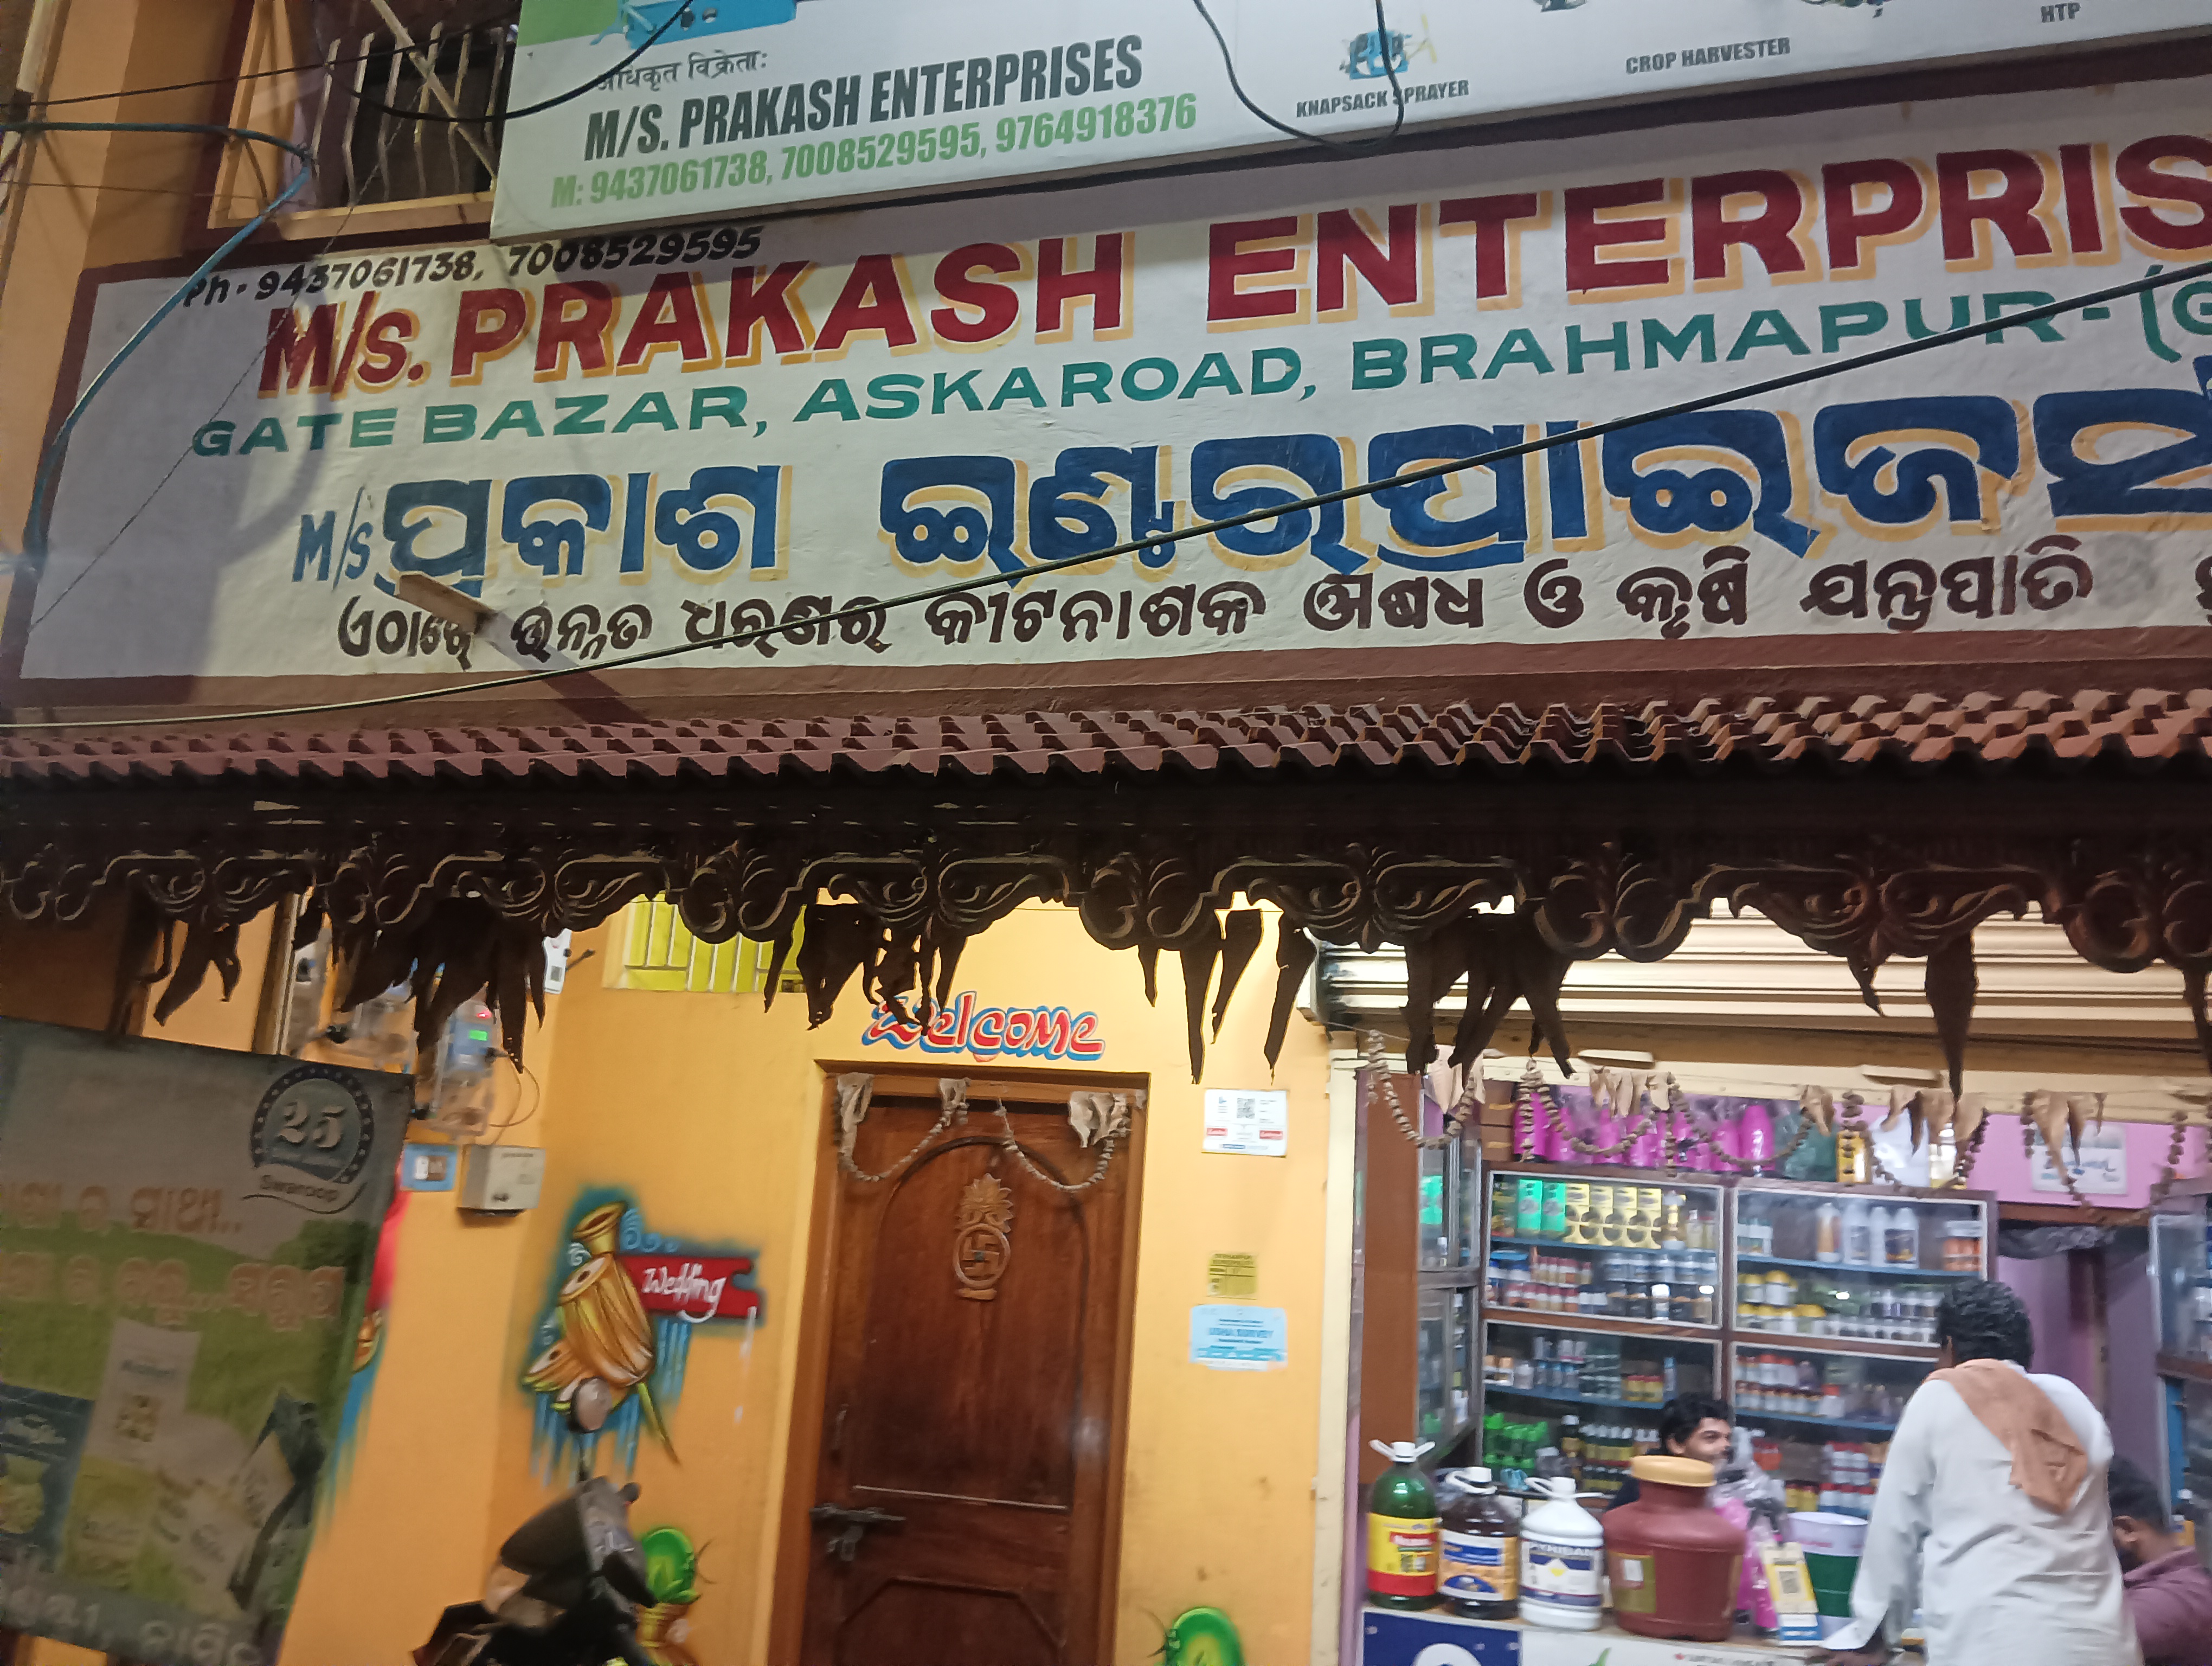 विक्रेता:
M/S. PRAKASH ENTERPRISES
M: 9437061738, 7008529595, 9764918376
KNAPSACK SPRAYER
CROP HARVESTER
HTP
Ph - 9437061738, 7008529595
M/s. PRAKASH ENTERPRIS
GATE BAZAR, ASKAROAD, BRAHMAPUR-(G
M/s ପ୍ରକାଶ ଇଣ୍ଟରପ୍ରାଇଜସ୍
ଏଠାରେ ଉନ୍ନତ ଧରଣର କୀଟନାଶକ ଔଷଧ ଓ କୃଷି ଯନ୍ତ୍ରପାତି
Welcome
25
Swaroop
Wedding